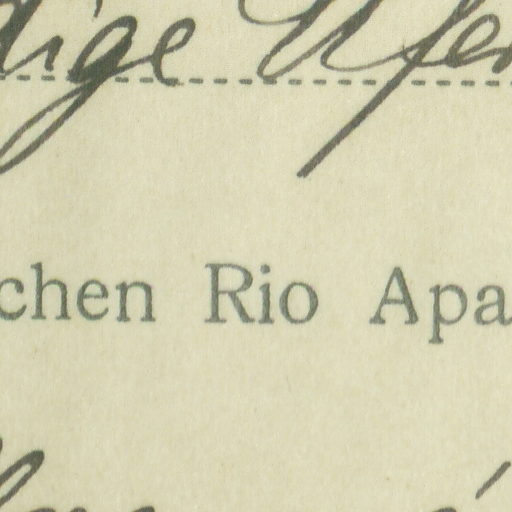 dige Ufer
chen Rio Apa